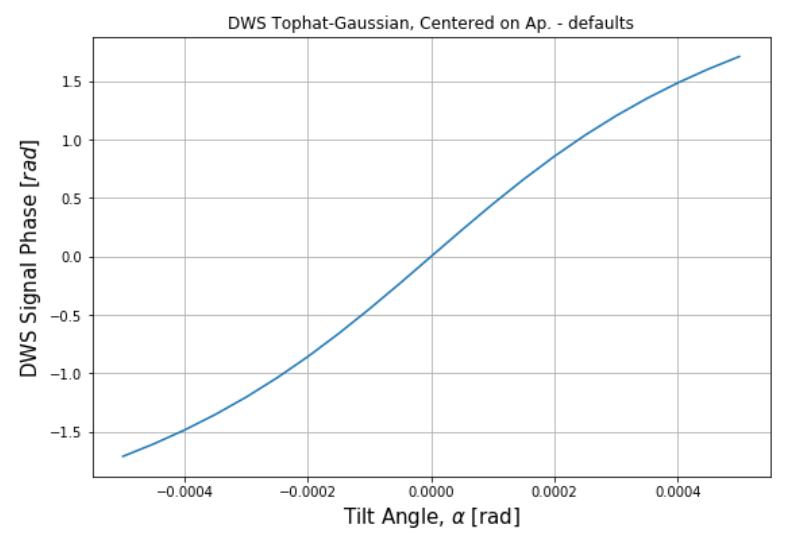 DWS Tophat-Gaussian, Centered on Ap. - defaults
DWS Signal Phase [rad]
1.5
1.0
0.5
0.0
−0.5
−1.0
−1.5
−0.0004 −0.0002 0.0000 0.0002 0.0004
Tilt Angle, α [rad]